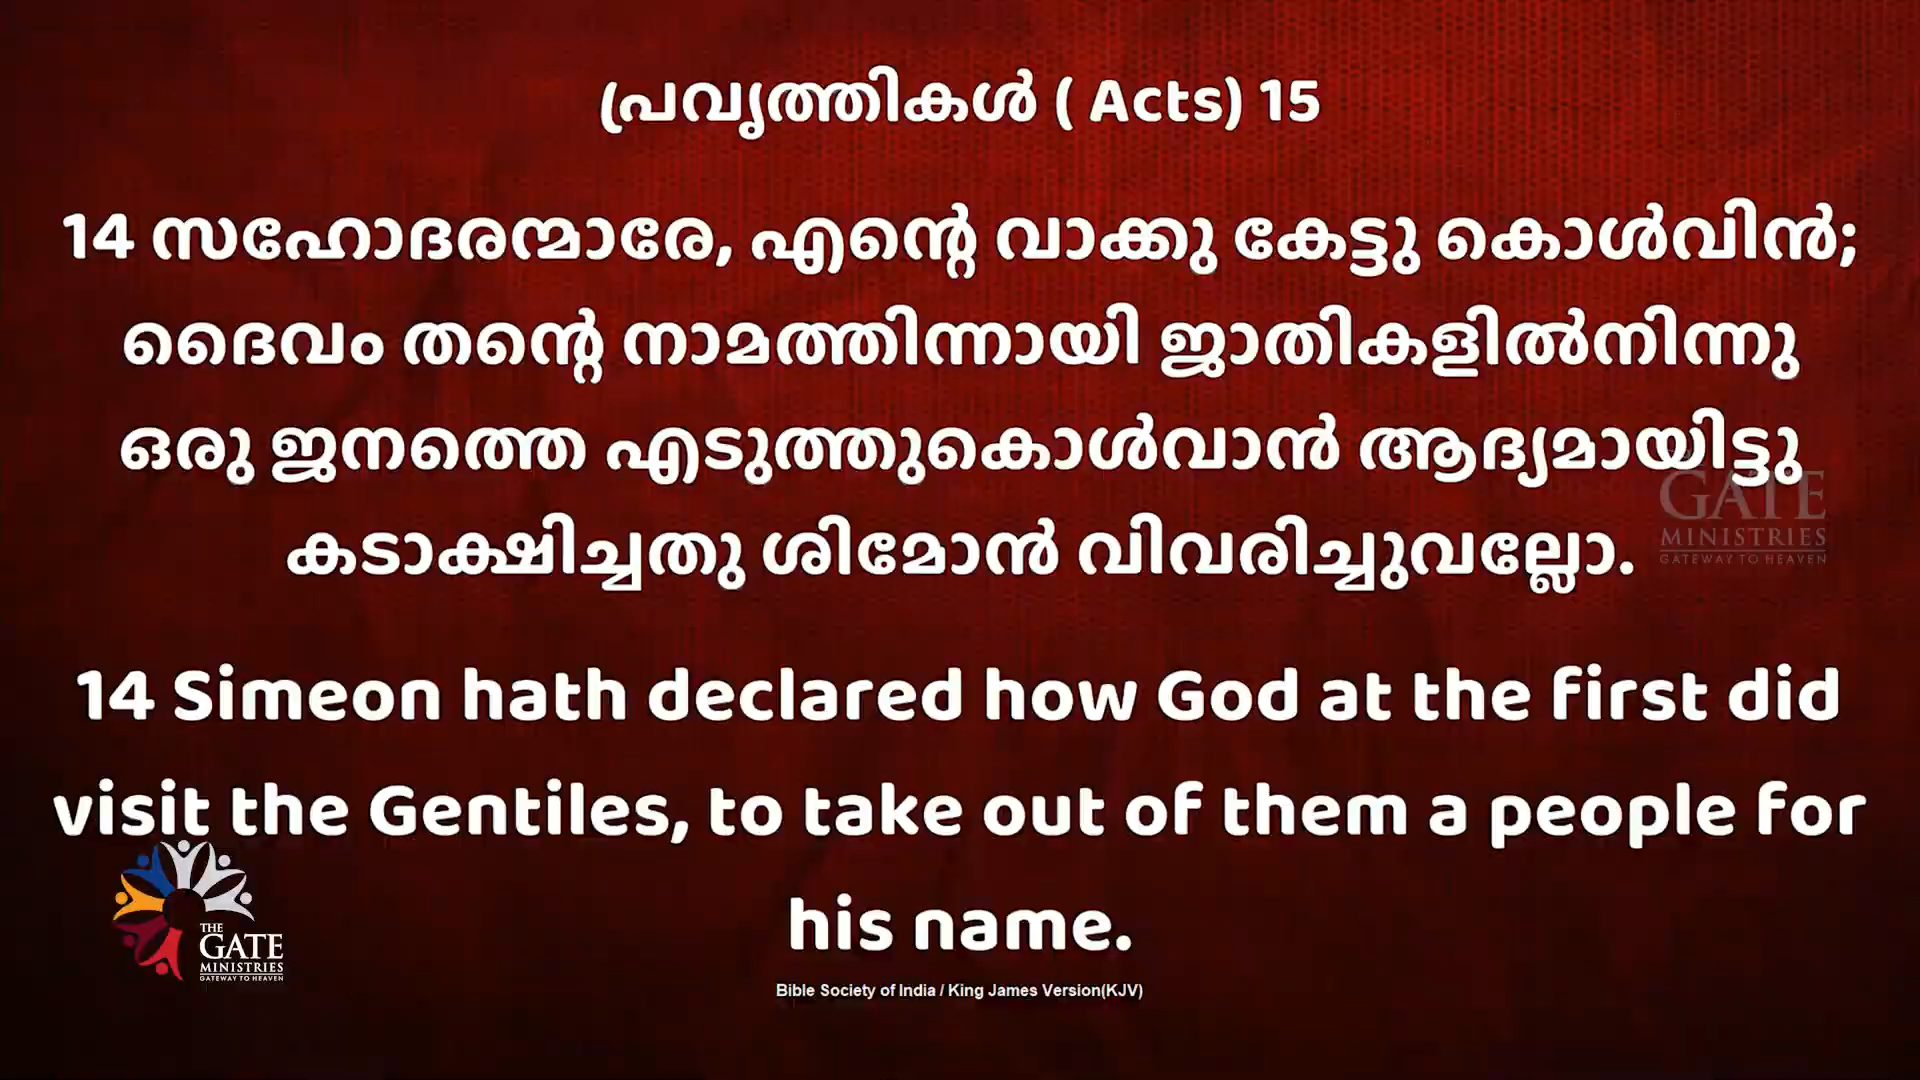 പ്രവൃത്തികൾ ( Acts) 15
14 സഹോദരന്മാരേ, എന്റെ വാക്കു കേട്ടു കൊൾവിൻ;
ദൈവം തന്റെ നാമത്തിന്നായി ജാതികളിൽനിന്നു
ഒരു ജനത്തെ എടുത്തുകൊൾവാൻ ആദ്യമായിട്ടു
കടാക്ഷിച്ചതു ശിമോൻ വിവരിച്ചുവല്ലോ.
GATE
MINISTRIES
GATEWAY TO HEAVEN
14 Simeon hath declared how God at the first did
visit the Gentiles, to take out of them a people for
his name.
THE
GATE
MINISTRIES
GATEWAY TO HEAVEN
Bible Society of India / King James Version(KJV)